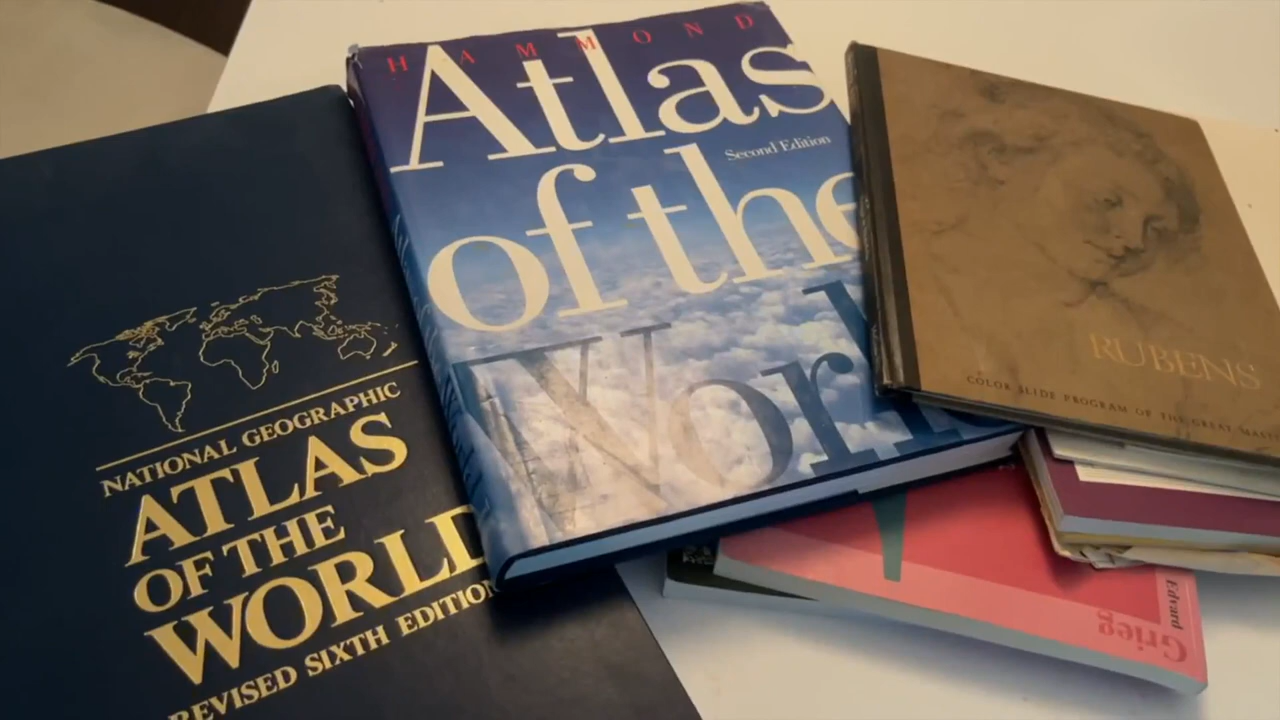 NATIONAL GEOGRAPHIC
ATLAS
OF THE
WORLD
REVISED SIXTH EDITION
HAMMOND
Atlas
Second Edition
of the
World
RUBENS
COLOR SLIDE PROGRAM OF THE GREAT
Edvard
Grieg